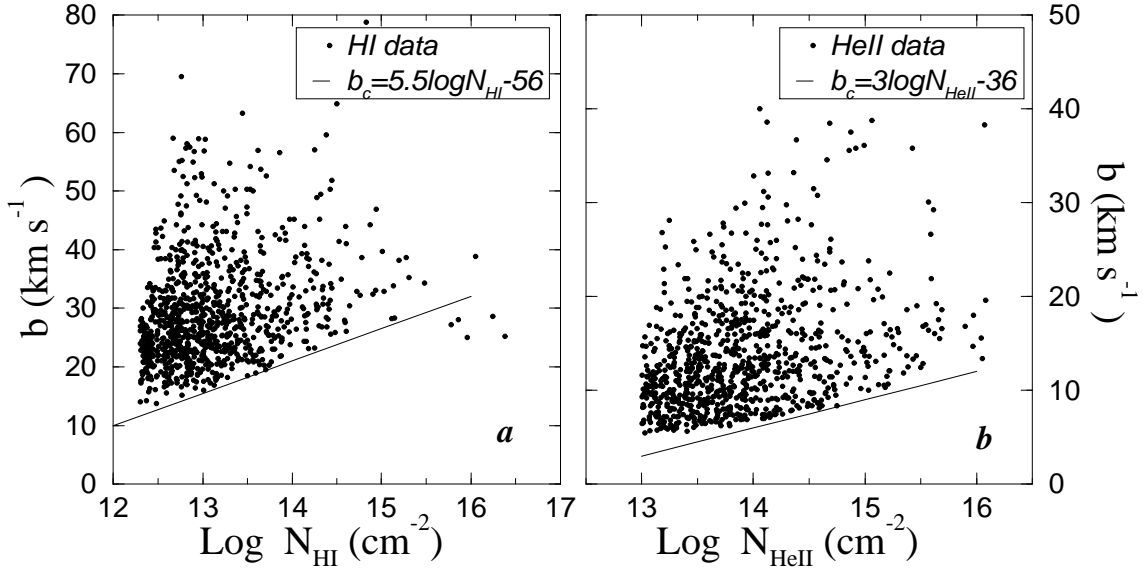 80
70
60
50
40
30
20
10
0
b (km s⁻¹)
HI data
b_c=5.5logN_HI-56
a
12
13
14
15
16
17
Log N_HI (cm⁻²)
HeII data
b_c=3logN_HeII-36
b
13
14
15
16
Log N_HeII (cm⁻²)
50
40
30
20
10
0
b (km s⁻¹)